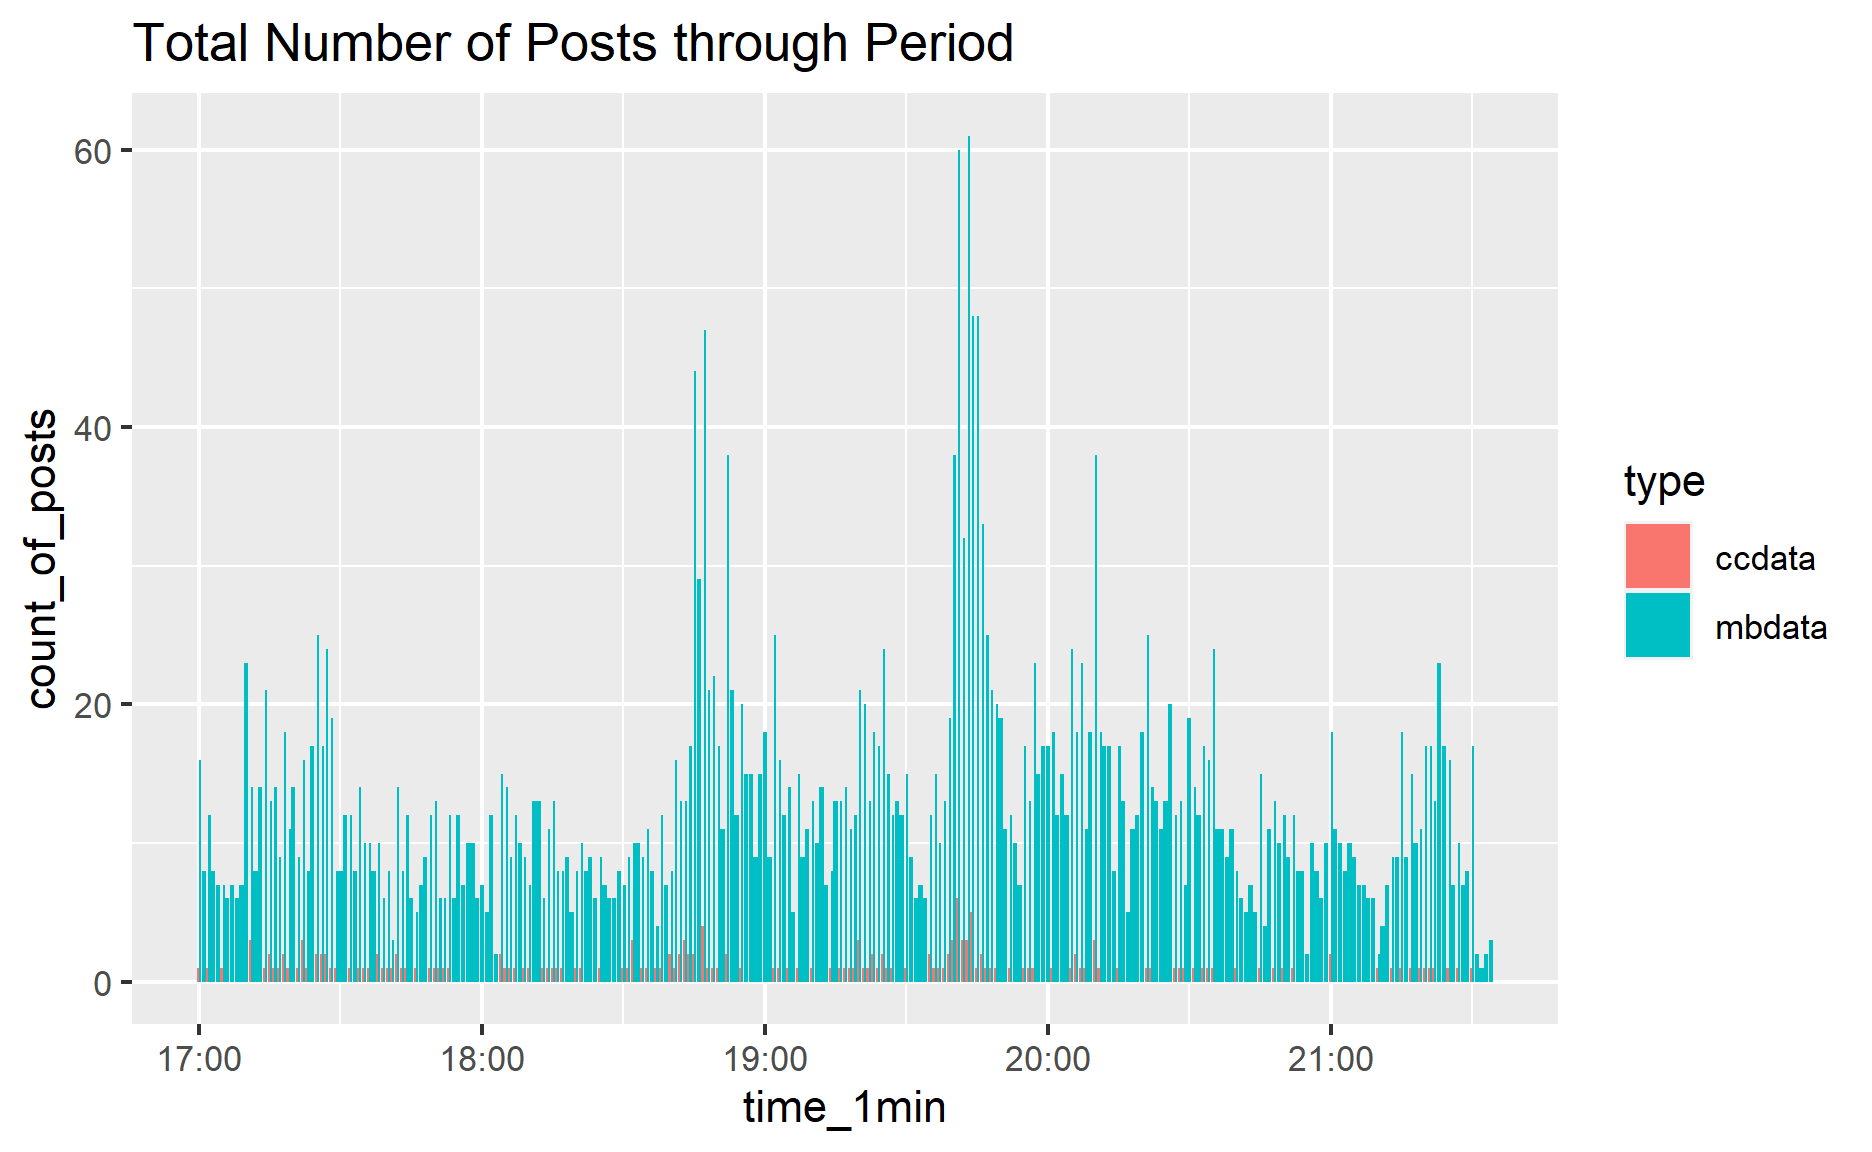 Total Number of Posts through Period
count_of_posts
60
40
20
0
17:00 18:00 19:00 20:00 21:00
time_1min
type
ccdata
mbdata